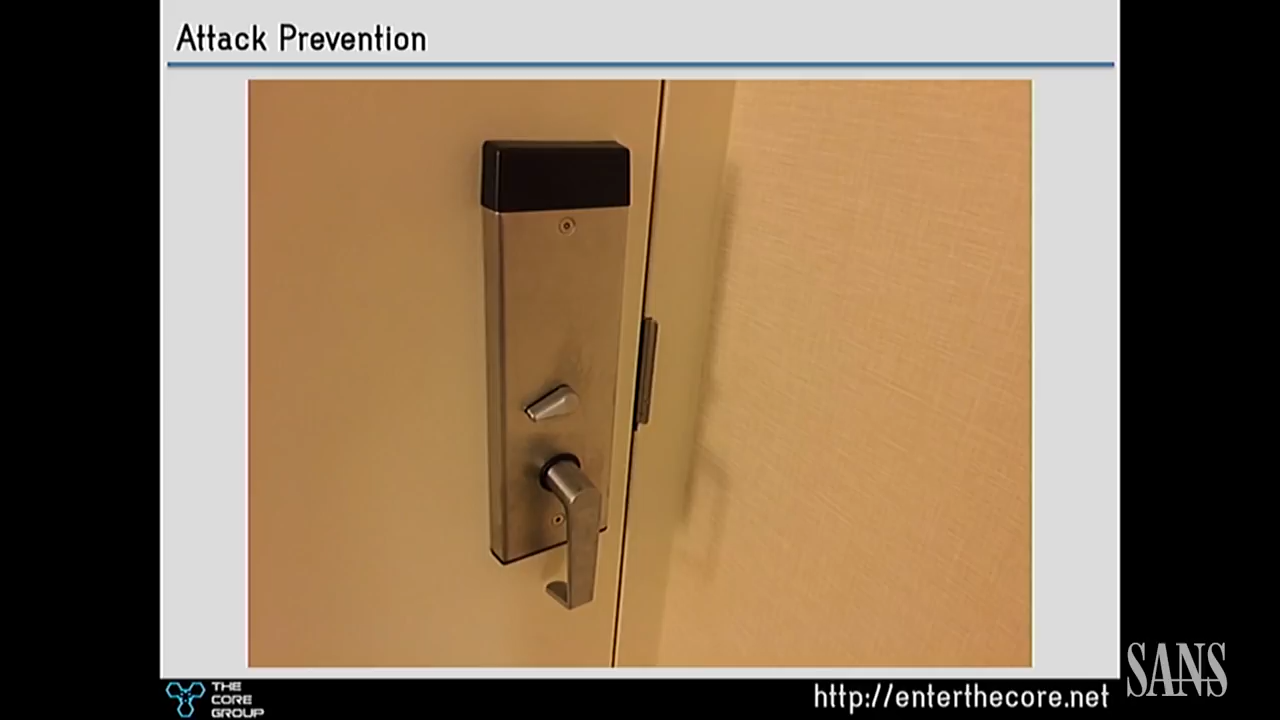 Attack Prevention
THE
CORE
GROUP
http://enterthecore.net
SANS